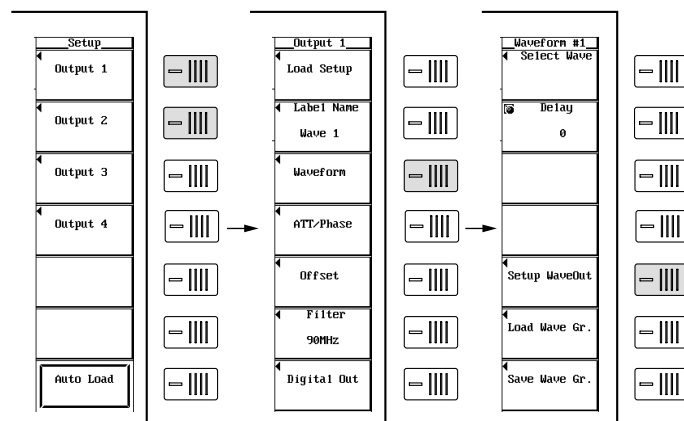 Setup
Output 1
Output 2
Output 3
Output 4
Auto Load
Output 1
Load Setup
Label Name
Wave 1
Waveform
ATT/Phase
Offset
Filter
90MHz
Digital Out
Waveform #1
Select Wave
Delay
0
Setup WaveOut
Load Wave Gr.
Save Wave Gr.